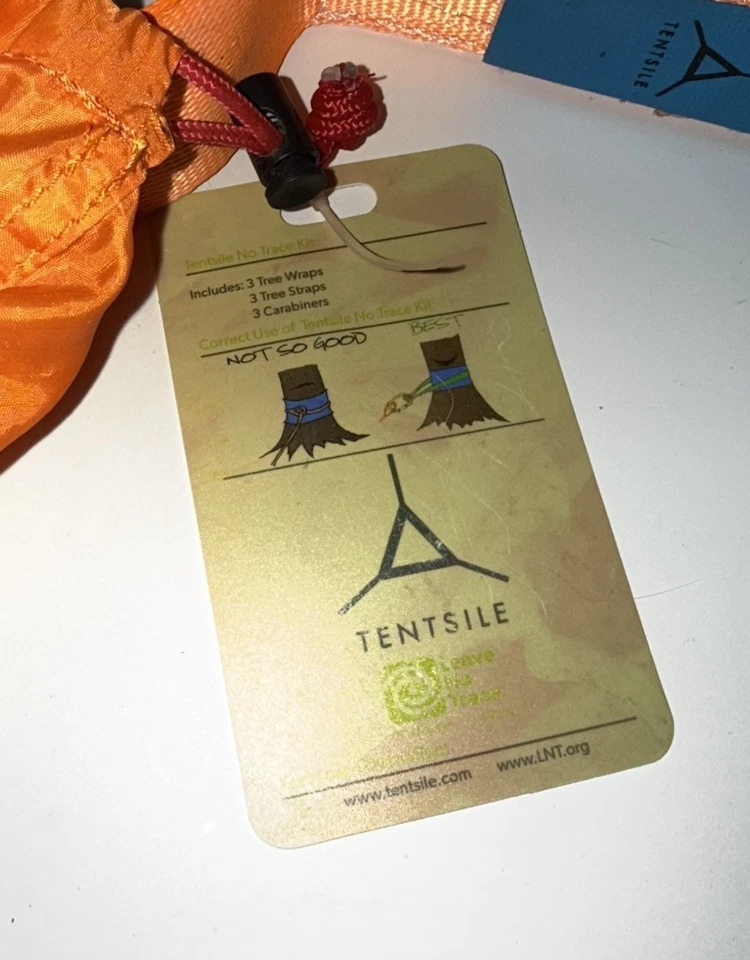 TENTSILE
Tentsile No Trace Kit:
Includes: 3 Tree Wraps
3 Tree Straps
3 Carabiners
Correct Use of Tentsile No Trace Kit:
NOT SO GOOD
BEST
TENTSILE
Leave
No
Trace
www.tentsile.com www.LNT.org